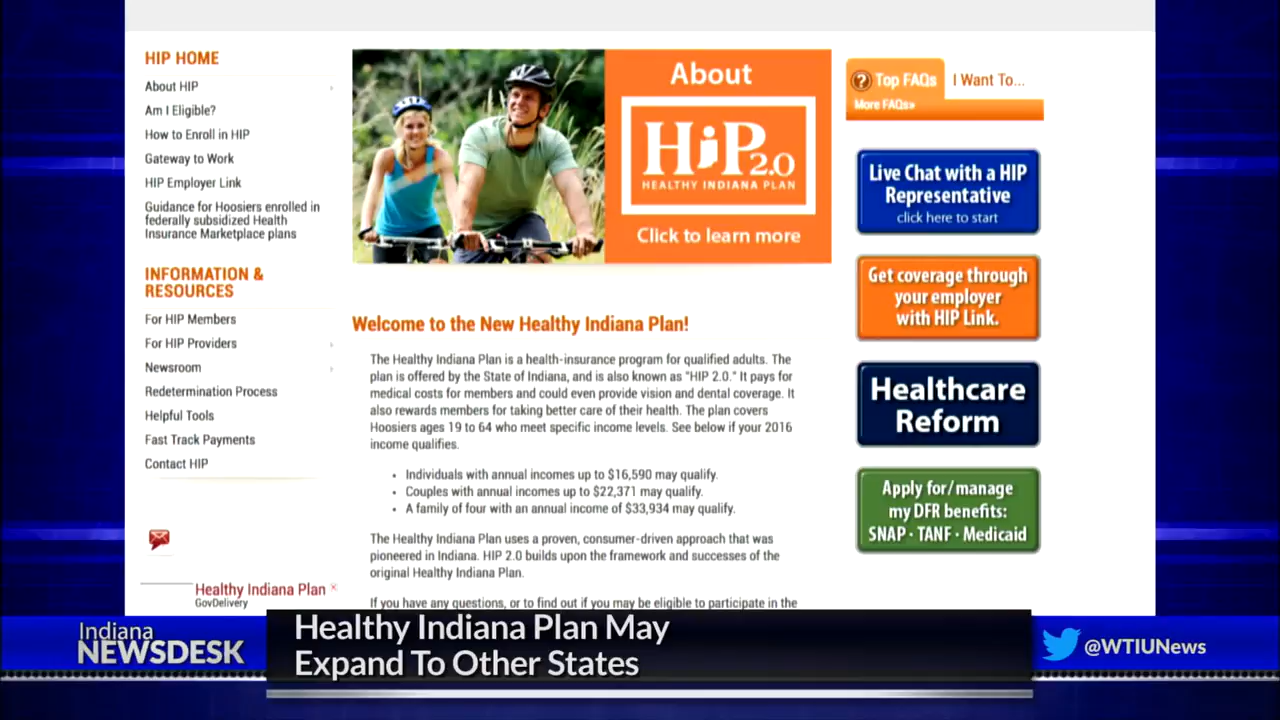 HIP HOME
About HIP
Am I Eligible?
How to Enroll in HIP
Gateway to Work
HIP Employer Link
Guidance for Hoosiers enrolled in
federally subsidized Health
Insurance Marketplace plans
INFORMATION &
RESOURCES
For HIP Members
For HIP Providers
Newsroom
Redetermination Process
Helpful Tools
Fast Track Payments
Contact HIP
Healthy Indiana Plan
GovDelivery
About
HIP 2.0
HEALTHY INDIANA PLAN
Click to learn more
Welcome to the New Healthy Indiana Plan!
The Healthy Indiana Plan is a health-insurance program for qualified adults. The
plan is offered by the State of Indiana, and is also known as "HIP 2.0." It pays for
medical costs for members and could even provide vision and dental coverage. It
also rewards members for taking better care of their health. The plan covers
Hoosiers ages 19 to 64 who meet specific income levels. See below if your 2016
income qualifies.
• Individuals with annual incomes up to $16,590 may qualify.
• Couples with annual incomes up to $22,371 may qualify.
• A family of four with an annual income of $33,934 may qualify.
The Healthy Indiana Plan uses a proven, consumer-driven approach that was
pioneered in Indiana. HIP 2.0 builds upon the framework and successes of the
original Healthy Indiana Plan.
If you have any questions, or to find out if you may be eligible to participate in the
? Top FAQs
I Want To...
More FAQs»
Live Chat with a HIP
Representative
click here to start
Get coverage through
your employer
with HIP Link.
Healthcare
Reform
Apply for/manage
my DFR benefits:
SNAP · TANF · Medicaid
Indiana
NEWSDESK
Healthy Indiana Plan May
Expand To Other States
@WTIUNews